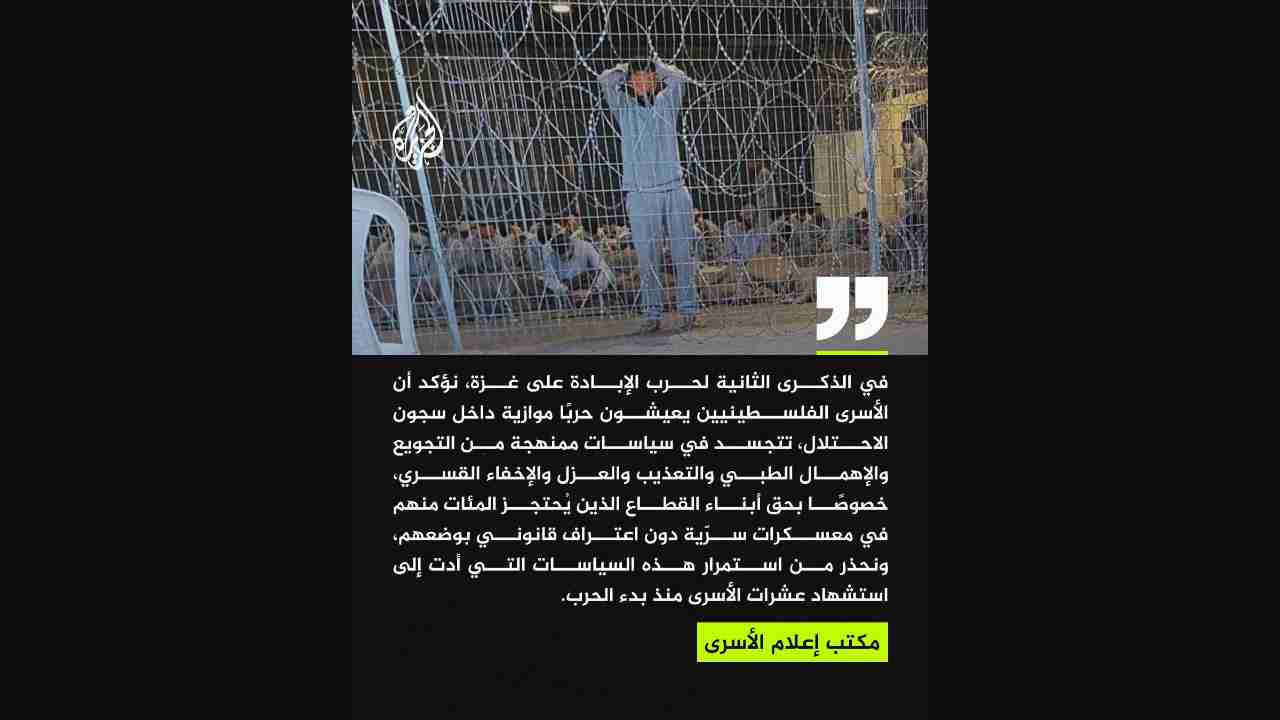 الجزيرة
في الذكرى الثانية لحرب الإبادة على غزة، نؤكد أن
الأسرى الفلسطينيين يعيشون حربًا موازية داخل سجون
الاحتلال، تتجسد في سياسات ممنهجة من التجويع
والإهمال الطبي والتعذيب والعزل والإخفاء القسري،
خصوصًا بحق أبناء القطاع الذين يُحتجز المئات منهم
في معسكرات سرّية دون اعتراف قانوني بوضعهم،
ونحذر من استمرار هذه السياسات التي أدت إلى
استشهاد عشرات الأسرى منذ بدء الحرب.
مكتب إعلام الأسرى